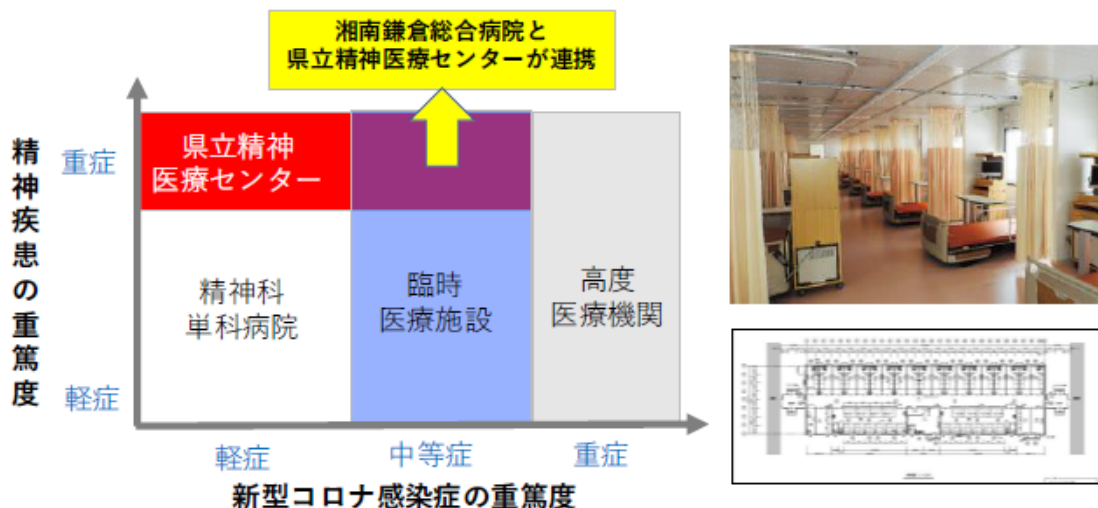 湘南鎌倉総合病院と
県立精神医療センターが連携
精神疾患の重篤度
重症
県立精神
医療センター
精神科
単科病院
臨時
医療施設
高度
医療機関
軽症
軽症
中等症
重症
新型コロナ感染症の重篤度